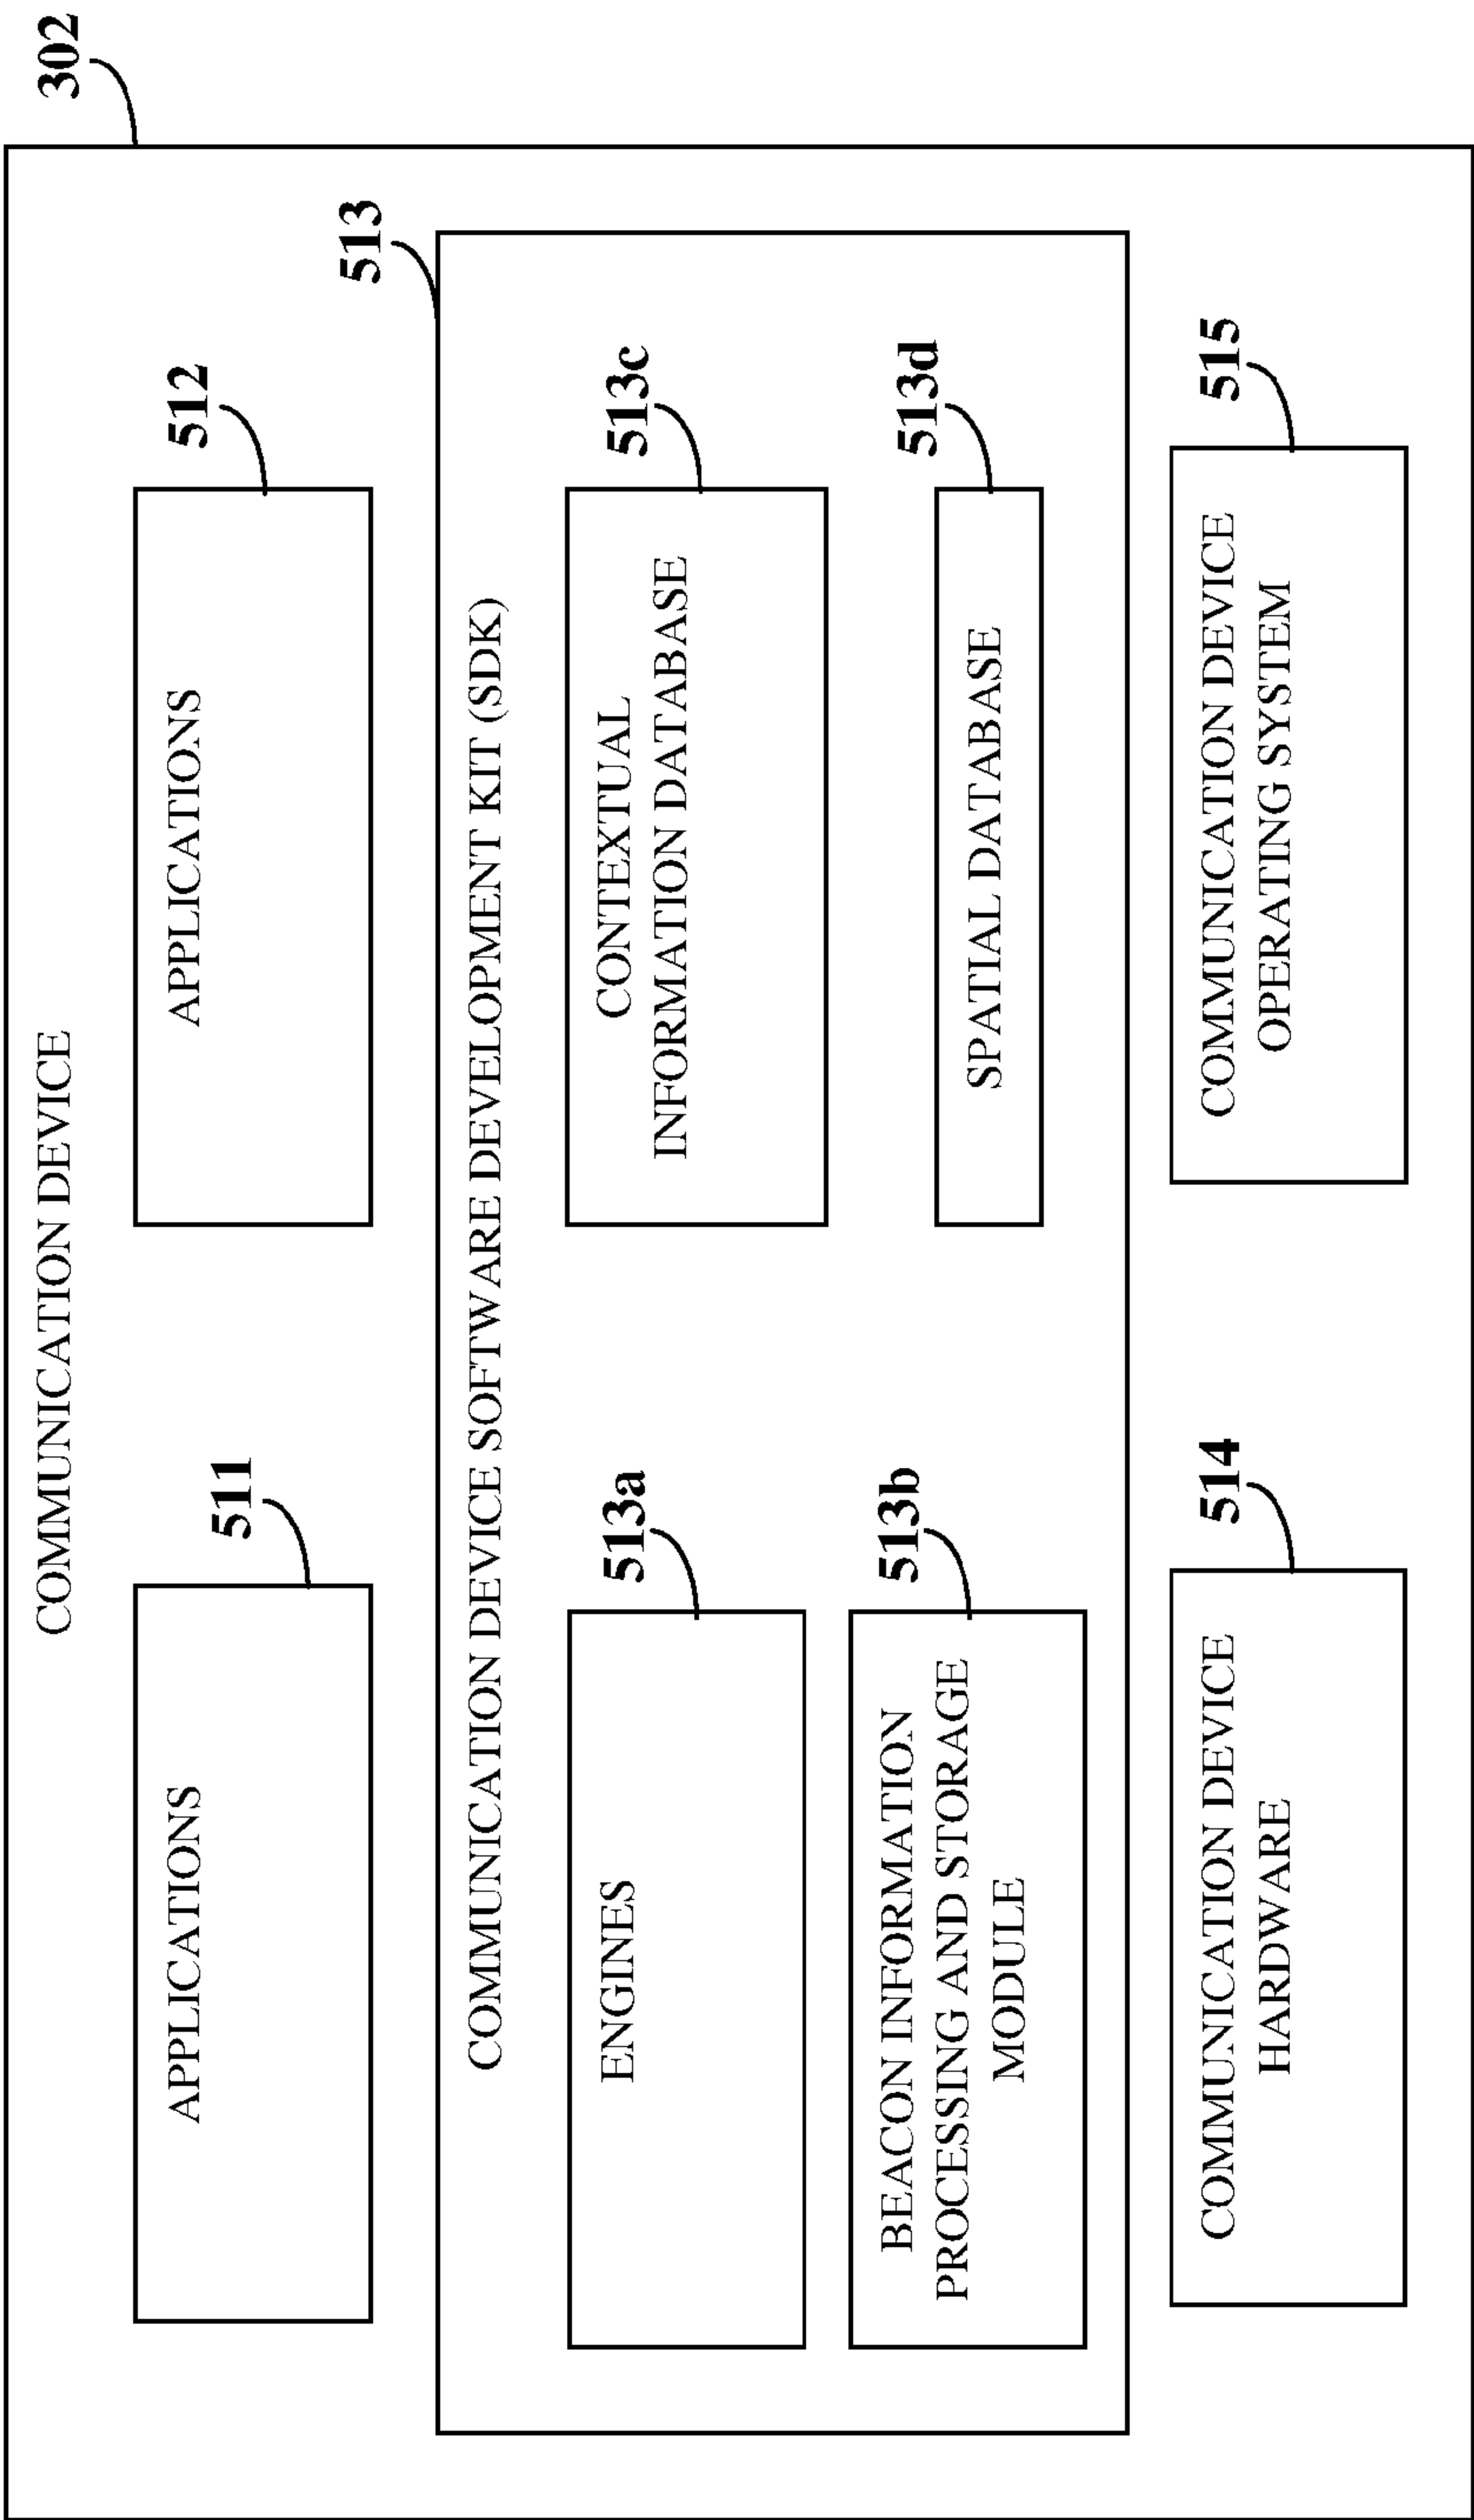 302
COMMUNICATION DEVICE
511
APPLICATIONS
512
APPLICATIONS
513
COMMUNICATION DEVICE SOFTWARE DEVELOPMENT KIT (SDK)
513a
ENGINES
513c
CONTEXTUAL
INFORMATION DATABASE
513b
BEACON INFORMATION
PROCESSING AND STORAGE
MODULE
513d
SPATIAL DATABASE
514
COMMUNICATION DEVICE
HARDWARE
515
COMMUNICATION DEVICE
OPERATING SYSTEM